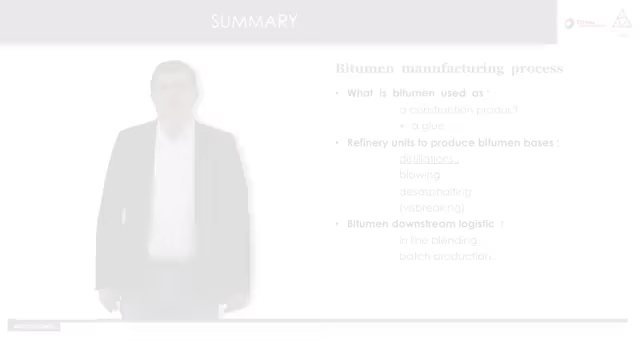 SUMMARY
Bitumen manufacturing process
• What is bitumen used as :
a construction product
• a glue
• Refinery units to produce bitumen bases :
distillations
blowing
deasphalting
(visbreaking)
• Bitumen downstream logistic :
in line blending
batch production